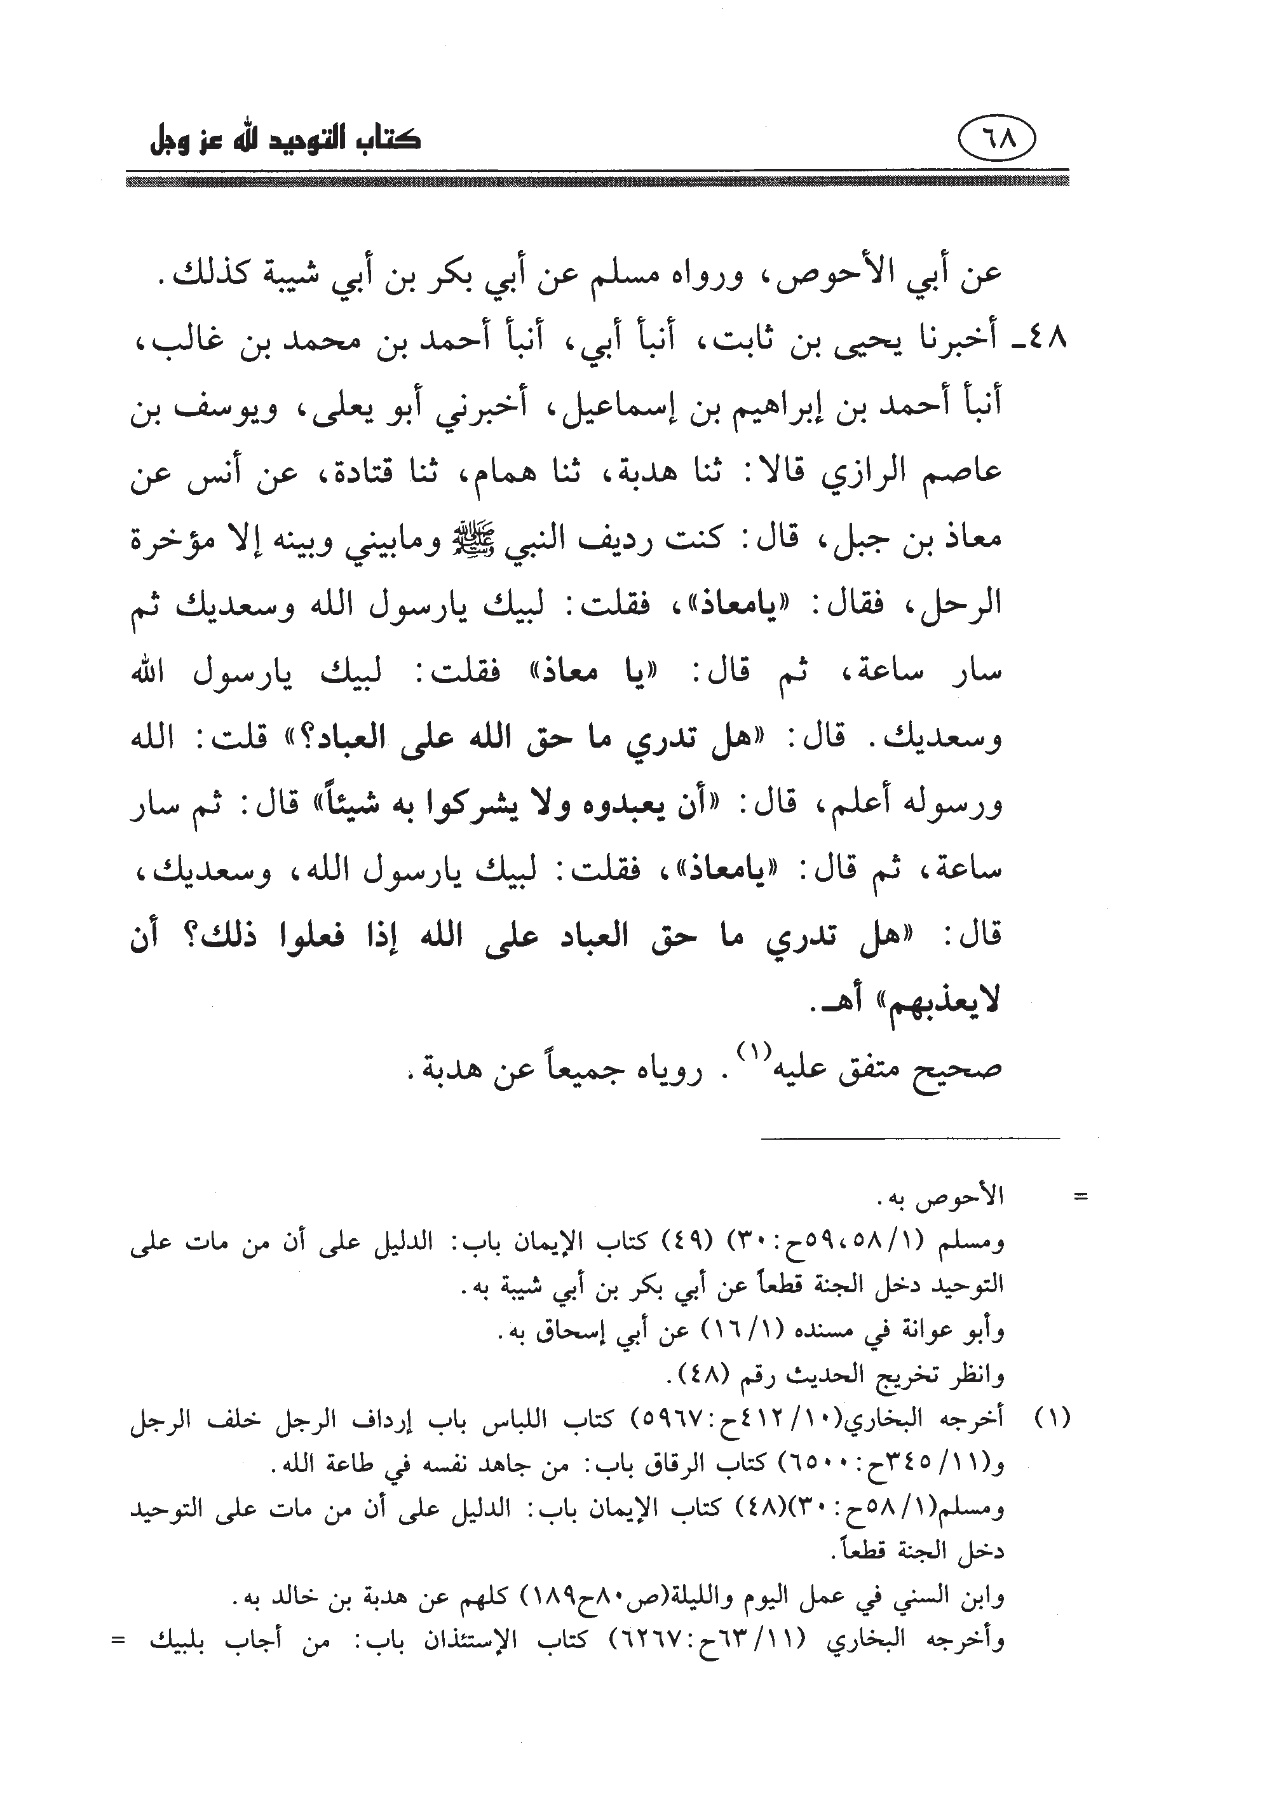 ٦٨
كتاب التوحيد لله عز وجل
عن أبي الأحوص، ورواه مسلم عن أبي بكر بن أبي شيبة كذلك.
٤٨ـ أخبرنا يحيى بن ثابت، أنبأ أبي، أنبأ أحمد بن محمد بن غالب،
أنبأ أحمد بن إبراهيم بن إسماعيل، أخبرني أبو يعلى، ويوسف بن
عاصم الرازي قالا: ثنا هدبة، ثنا همام، ثنا قتادة، عن أنس عن
معاذ بن جبل، قال: كنت رديف النبي ﷺ ومابيني وبينه إلا مؤخرة
الرحل، فقال: «يامعاذ»، فقلت: لبيك يارسول الله وسعديك ثم
سار ساعة، ثم قال: «يا معاذ» فقلت: لبيك يارسول الله
وسعديك. قال: «هل تدري ما حق الله على العباد؟» قلت: الله
ورسوله أعلم، قال: «أن يعبدوه ولا يشركوا به شيئاً» قال: ثم سار
ساعة، ثم قال: «يامعاذ»، فقلت: لبيك يارسول الله، وسعديك،
قال: «هل تدري ما حق العباد على الله إذا فعلوا ذلك؟ أن
لايعذبهم» أهـ.
صحيح متفق عليه(١). روياه جميعاً عن هدبة.
= الأحوص به.
ومسلم (٥٨/١، ٥٩ح:٣٠) (٤٩) كتاب الإيمان باب: الدليل على أن من مات على
التوحيد دخل الجنة قطعاً عن أبي بكر بن أبي شيبة به.
وأبو عوانة في مسنده (١٦/١) عن أبي إسحاق به.
وانظر تخريج الحديث رقم (٤٨).
(١) أخرجه البخاري(٤١٢/١٠ح:٥٩٦٧) كتاب اللباس باب إرداف الرجل خلف الرجل
و(٣٤٥/١١ح:٦٥٠٠) كتاب الرقاق باب: من جاهد نفسه في طاعة الله.
ومسلم(٥٨/١ح:٣٠)(٤٨) كتاب الإيمان باب: الدليل على أن من مات على التوحيد
دخل الجنة قطعاً.
وابن السني في عمل اليوم والليلة(ص٨٠ح١٨٩) كلهم عن هدبة بن خالد به.
وأخرجه البخاري (٦٣/١١ح:٦٢٦٧) كتاب الإستئذان باب: من أجاب بلبيك =